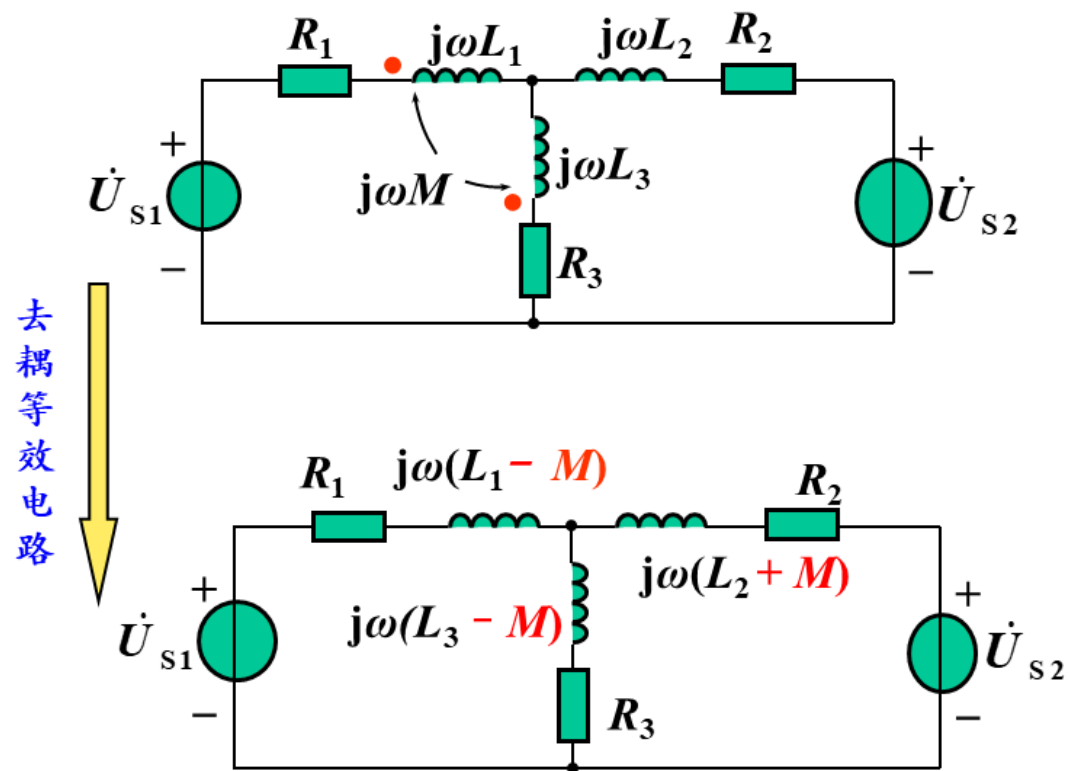 R₁ jωL₁ jωL₂ R₂
+ jωM jωL₃ +
U̇ S1 U̇ S2
− R₃ −
去耦等效电路
R₁ jω(L₁ − M) R₂
jω(L₂ + M)
+ jω(L₃ − M) +
U̇ S1 U̇ S2
− R₃ −